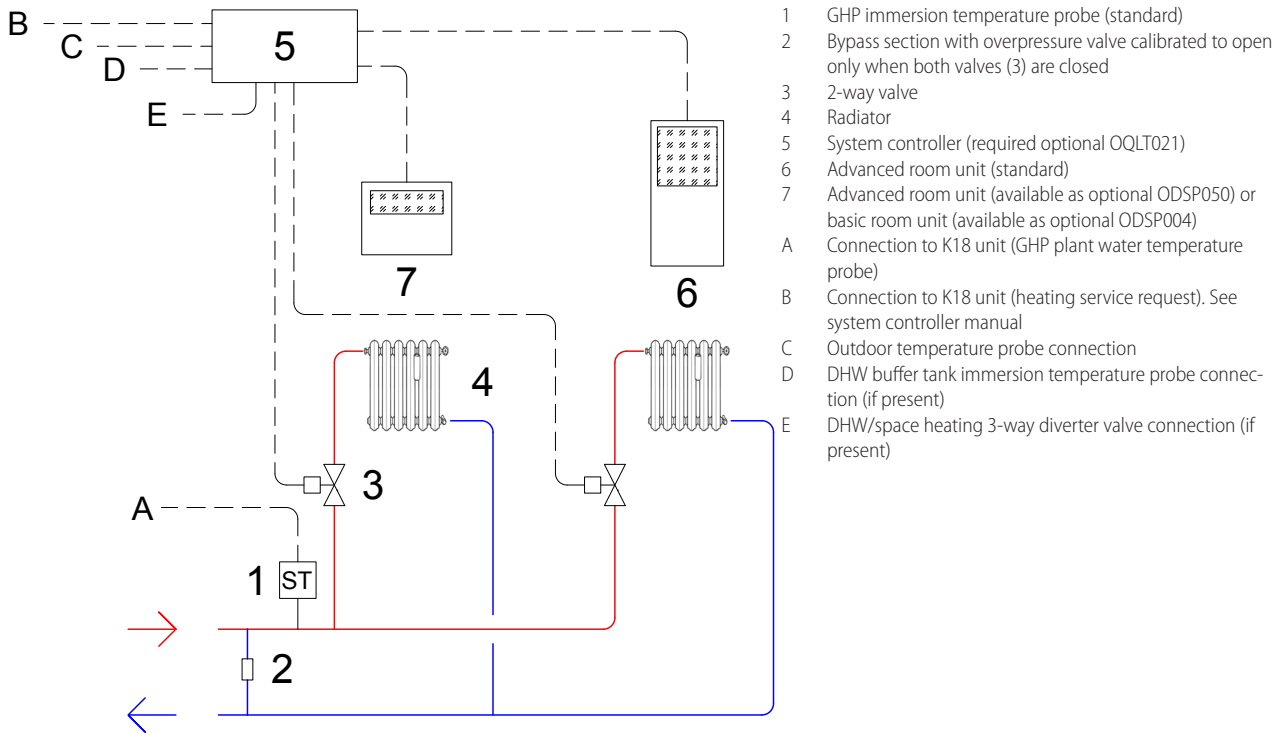 B
C
D
E
5
7
6
4
3
A
1
ST
2
1 GHP immersion temperature probe (standard)
2 Bypass section with overpressure valve calibrated to open
only when both valves (3) are closed
3 2-way valve
4 Radiator
5 System controller (required optional OQLT021)
6 Advanced room unit (standard)
7 Advanced room unit (available as optional ODSP050) or
basic room unit (available as optional ODSP004)
A Connection to K18 unit (GHP plant water temperature
probe)
B Connection to K18 unit (heating service request). See
system controller manual
C Outdoor temperature probe connection
D DHW buffer tank immersion temperature probe connec-
tion (if present)
E DHW/space heating 3-way diverter valve connection (if
present)